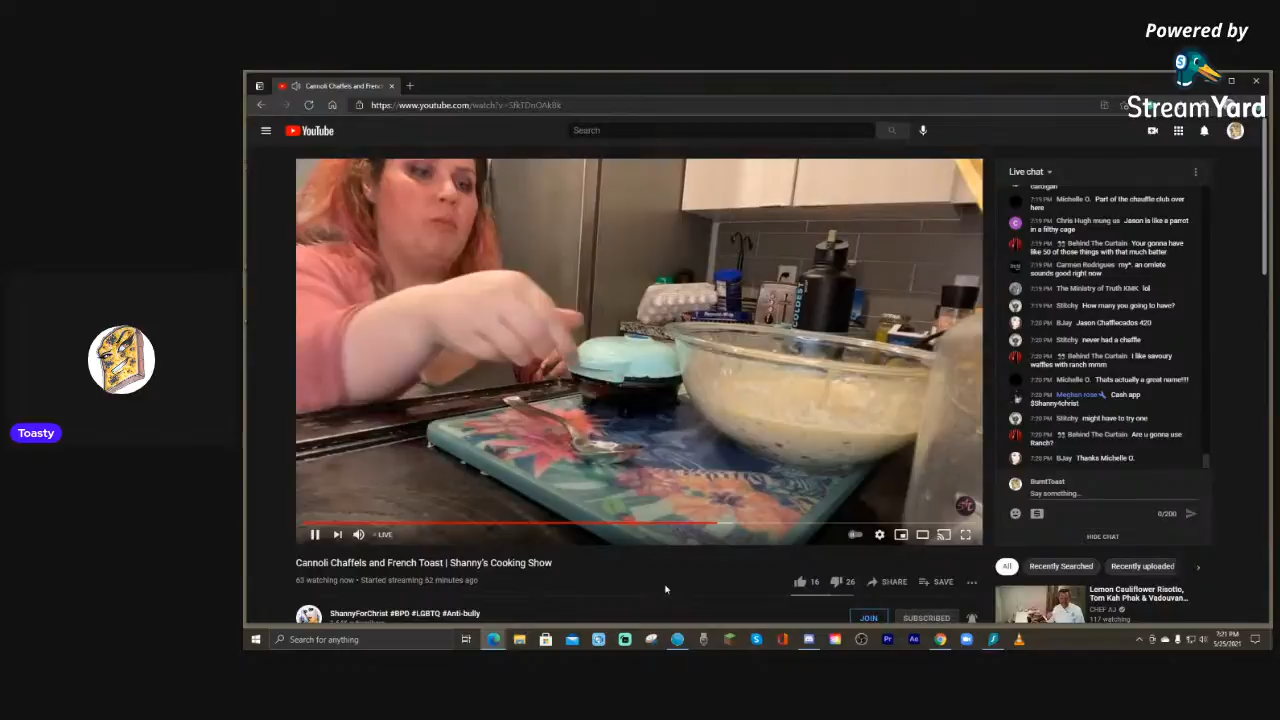 Powered by
StreamYard
Cannoli Chaffels and Frenc
https://www.youtube.com/watch?v=
YouTube
Search
Live chat
cardigan
7:19 PM Michelle O. Part of the chauffle club over
here
7:19 PM Chris Hugh mung us Jason is like a parrot
in a filthy cage
7:19 PM Behind The Curtain Your gonna have
like 50 of those things with that much batter
7:19 PM Carmen Rodrigues my*. an omlete
sounds good right now
7:19 PM The Ministry of Truth KMK lol
7:19 PM Stitchy How many you going to have?
7:20 PM BJay Jason Chafflecados 420
7:20 PM Stitchy never had a chaffle
7:20 PM Behind The Curtain I like savoury
waffles with ranch mmm
7:20 PM Michelle O. Thats actually a great name!!!!
7:20 PM Meghan rose Cash app
$Shanny4christ
7:20 PM Stitchy might have to try one
7:20 PM Behind The Curtain Are u gonna use
Ranch?
7:20 PM BJay Thanks Michelle O.
BurntToast
Say something...
0/200
HIDE CHAT
COLDEST
LIVE
Toasty
Cannoli Chaffels and French Toast | Shanny's Cooking Show
63 watching now • Started streaming 62 minutes ago
16
26
SHARE
SAVE
All
Recently Searched
Recently uploaded
Lemon Cauliflower Risotto,
Tom Kah Phak & Vadouvan...
CHEF AJ
117 watching
ShannyForChrist #BPD #LGBTQ #Anti-bully
JOIN
SUBSCRIBED
Search for anything
7:21 PM
5/25/2021